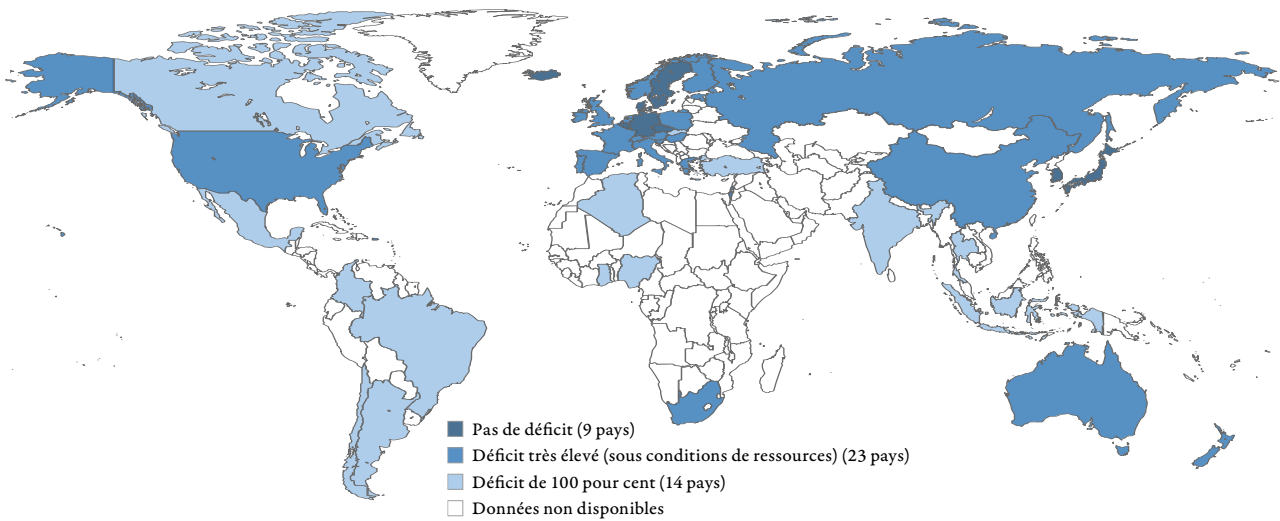 Pas de déficit (9 pays)
Déficit très élevé (sous conditions de ressources) (23 pays)
Déficit de 100 pour cent (14 pays)
Données non disponibles